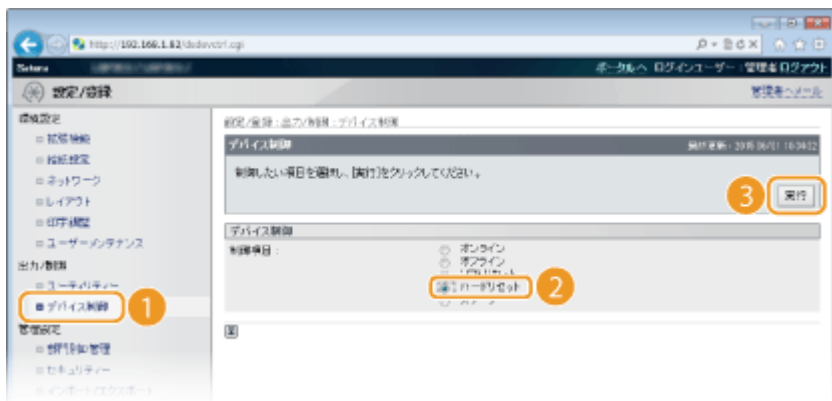 http://192.168.1.82/dsdevctrl.cgi
Satera
ポータルへ ログインユーザー：管理者 ログアウト
設定/登録
管理者へメール
環境設定
拡張機能
給紙設定
ネットワーク
レイアウト
印字調整
ユーザーメンテナンス
出力/制御
ユーティリティー
デバイス制御
管理設定
部門別ID管理
セキュリティー
インポート/エクスポート
設定/登録 : 出力/制御 : デバイス制御
デバイス制御
制御したい項目を選択し、[実行]をクリックしてください。
実行
3
デバイス制御
制御項目 :
オンライン
オフライン
ハードリセット
2
1